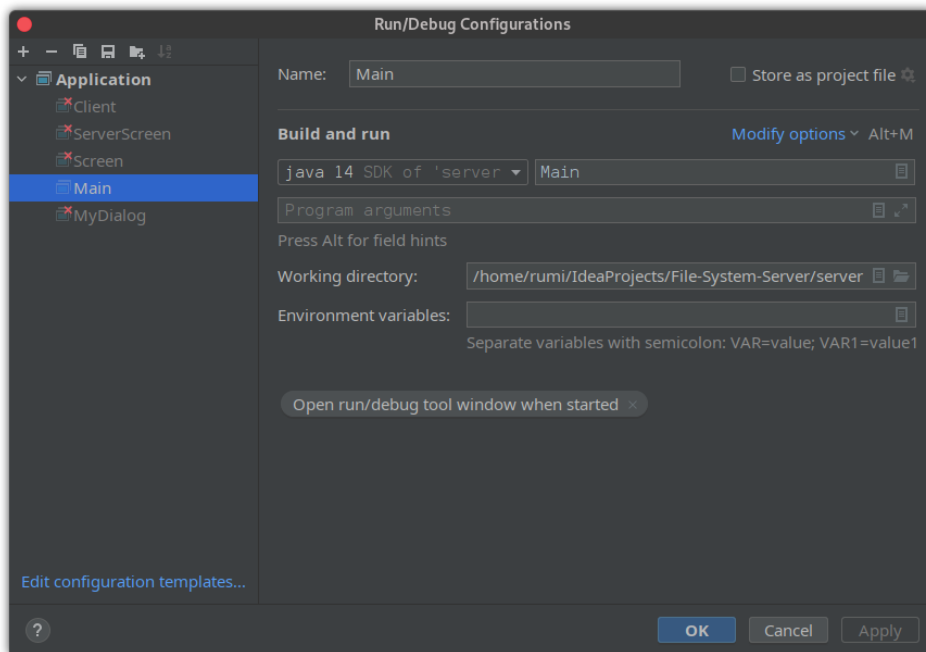 Run/Debug Configurations
Application
Client
ServerScreen
Screen
Main
MyDialog
Edit configuration templates...
Name: Main
Store as project file
Build and run
Modify options Alt+M
java 14 SDK of 'server Main
Program arguments
Press Alt for field hints
Working directory: /home/rumi/IdeaProjects/File-System-Server/server
Environment variables:
Separate variables with semicolon: VAR=value; VAR1=value1
Open run/debug tool window when started ×
?
OK Cancel Apply